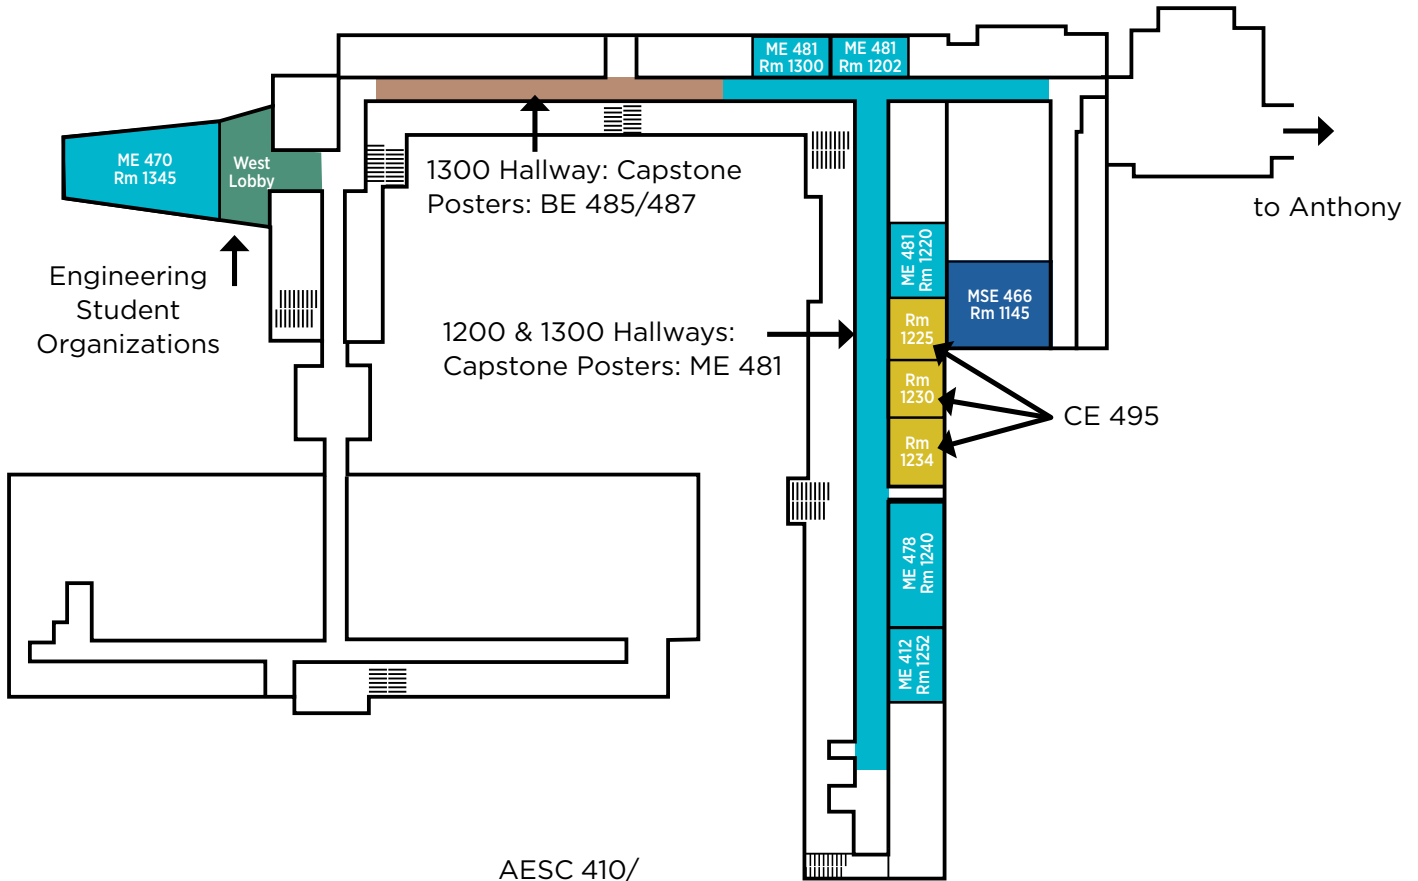 ME 481
Rm 1300
ME 481
Rm 1202
ME 470
Rm 1345
West
Lobby
1300 Hallway: Capstone
Posters: BE 485/487
to Anthony
Engineering
Student
Organizations
ME 481
Rm 1220
MSE 466
Rm 1145
1200 & 1300 Hallways:
Capstone Posters: ME 481
Rm
1225
Rm
1230
Rm
1234
CE 495
ME 478
Rm 1240
ME 412
Rm 1252
AESC 410/